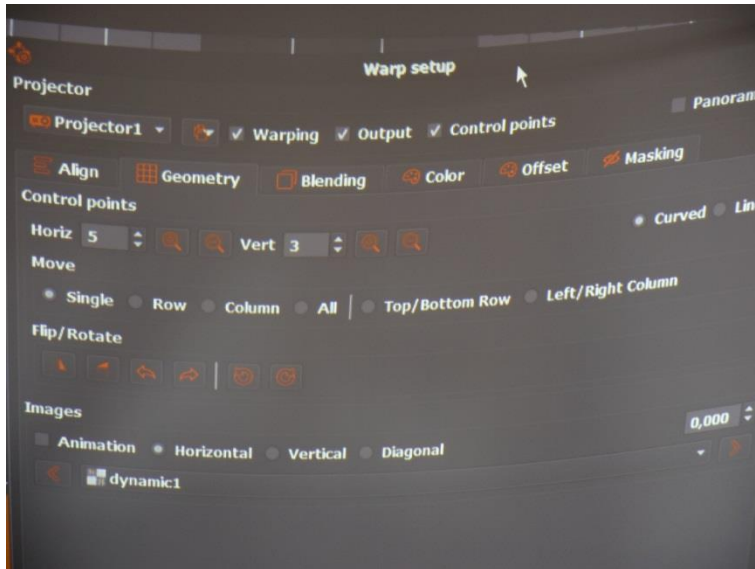 Warp setup
Projector
Projector1 Warping Output Control points
Align Geometry Blending Color Offset Masking
Control points
Horiz 5 Vert 3 Curved
Move
Single Row Column All Top/Bottom Row Left/Right Column
Flip/Rotate
Images
0,000
Animation Horizontal Vertical Diagonal
dynamic1